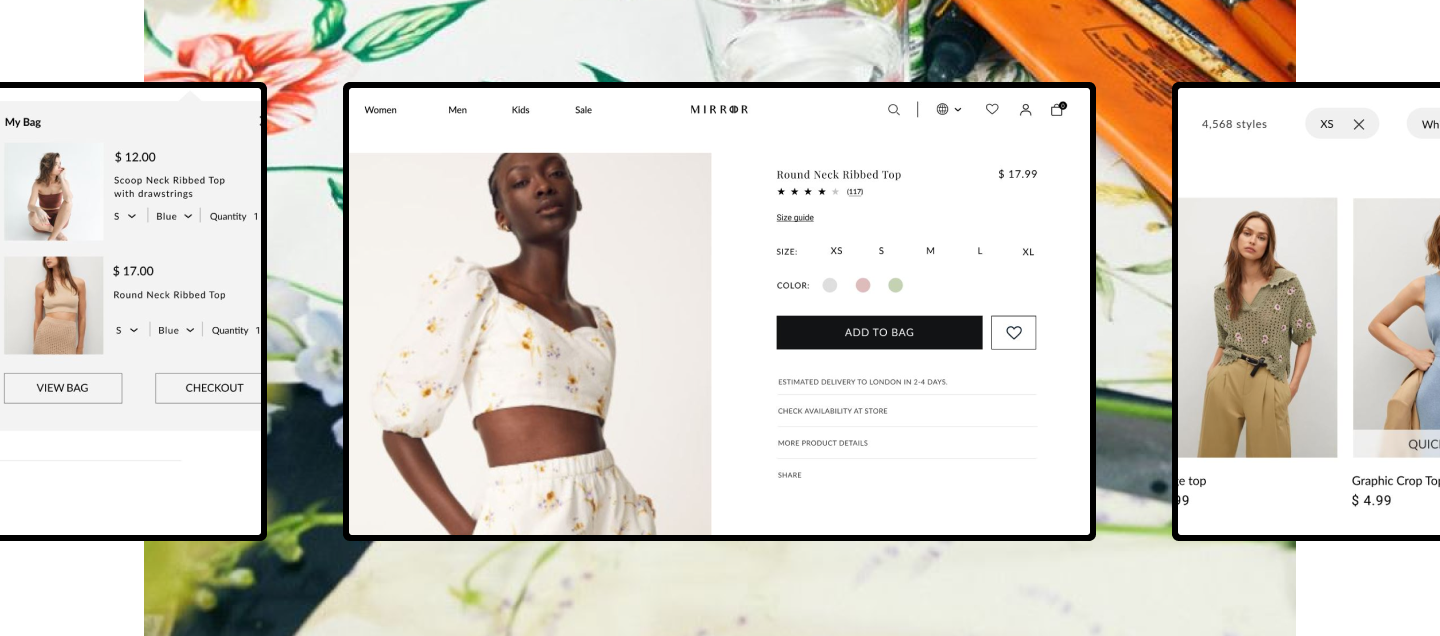 My Bag
$ 12.00
Scoop Neck Ribbed Top
with drawstrings
S Blue Quantity 1
$ 17.00
Round Neck Ribbed Top
S Blue Quantity 1
VIEW BAG CHECKOUT
Women Men Kids Sale MIRROR 0
Round Neck Ribbed Top $ 17.99
(117)
Size guide
SIZE: XS S M L XL
COLOR:
ADD TO BAG
ESTIMATED DELIVERY TO LONDON IN 2-4 DAYS.
CHECK AVAILABILITY AT STORE
MORE PRODUCT DETAILS
SHARE
4,568 styles XS Wh
QUIC
top Graphic Crop Top
99 $ 4.99